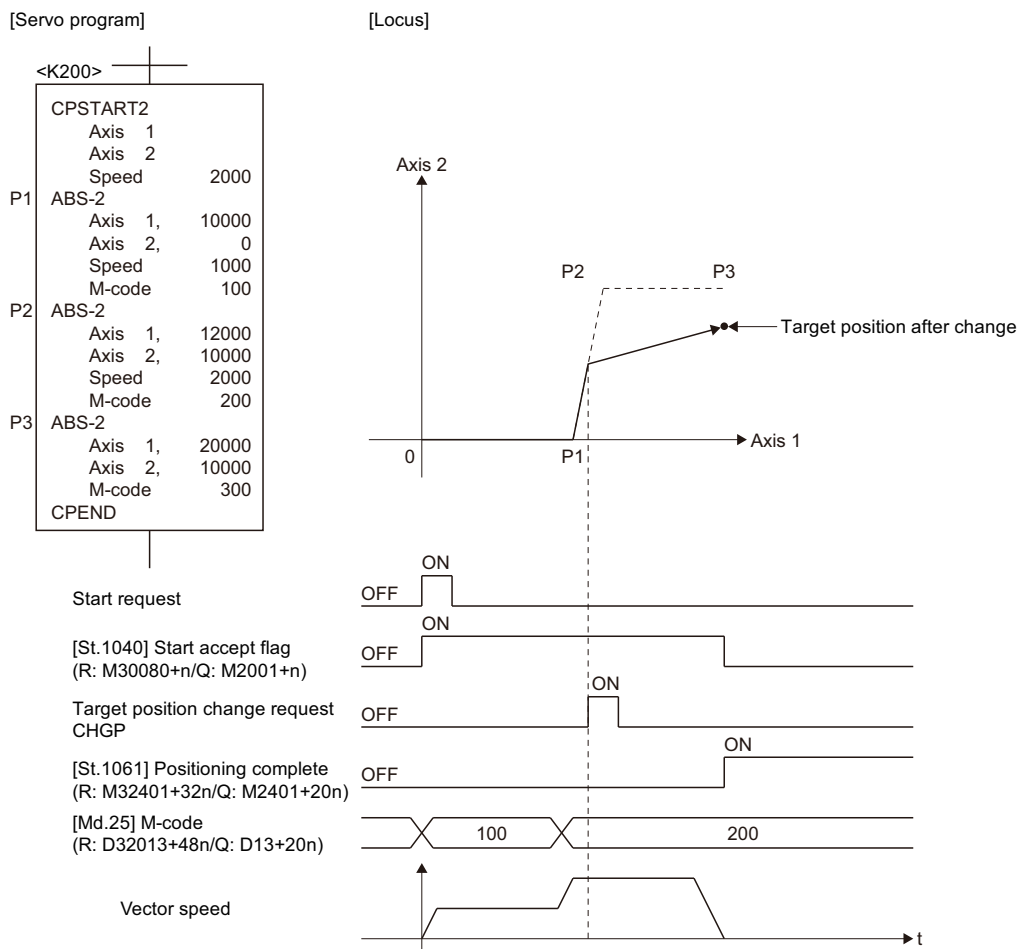 [Servo program]
[Locus]
<K200>
CPSTART2
Axis 1
Axis 2
Speed 2000
P1 ABS-2
Axis 1, 10000
Axis 2, 0
Speed 1000
M-code 100
P2 ABS-2
Axis 1, 12000
Axis 2, 10000
Speed 2000
M-code 200
P3 ABS-2
Axis 1, 20000
Axis 2, 10000
M-code 300
CPEND
Axis 2
P2
P3
Target position after change
Axis 1
0
P1
Start request
OFF
ON
[St.1040] Start accept flag
(R: M30080+n/Q: M2001+n)
OFF
ON
Target position change request
CHGP
OFF
ON
[St.1061] Positioning complete
(R: M32401+32n/Q: M2401+20n)
OFF
ON
[Md.25] M-code
(R: D32013+48n/Q: D13+20n)
100
200
Vector speed
t